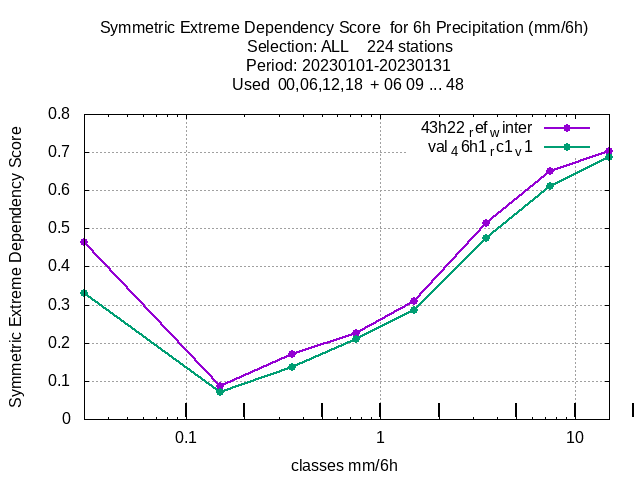 Symmetric Extreme Dependency Score  for 6h Precipitation (mm/6h)
Selection: ALL    224 stations
Period: 20230101-20230131
Used  00,06,12,18  + 06 09 ... 48
43h22 ref winter
val 46h1 rc1 v1
Symmetric Extreme Dependency Score
0.8
0.7
0.6
0.5
0.4
0.3
0.2
0.1
0
0.1
1
10
classes mm/6h